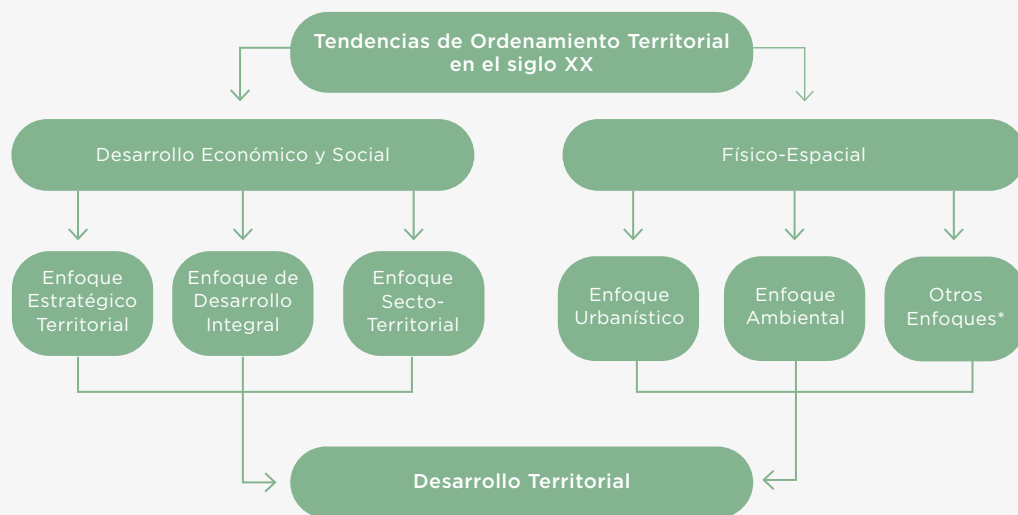 Tendencias de Ordenamiento Territorial
en el siglo XX
Desarrollo Económico y Social
Físico-Espacial
Enfoque
Estratégico
Territorial
Enfoque de
Desarrollo
Integral
Enfoque
Secto-
Territorial
Enfoque
Urbanístico
Enfoque
Ambiental
Otros
Enfoques*
Desarrollo Territorial